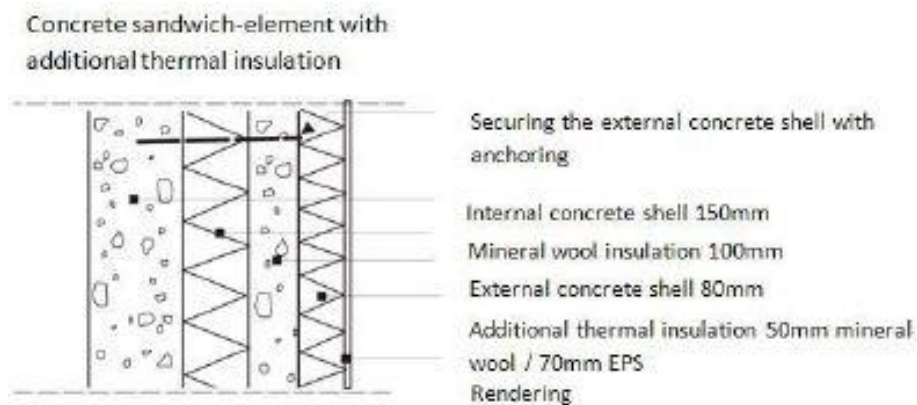 Concrete sandwich-element with
additional thermal insulation
Securing the external concrete shell with
anchoring
Internal concrete shell 150mm
Mineral wool insulation 100mm
External concrete shell 80mm
Additional thermal insulation 50mm mineral
wool / 70mm EPS
Rendering